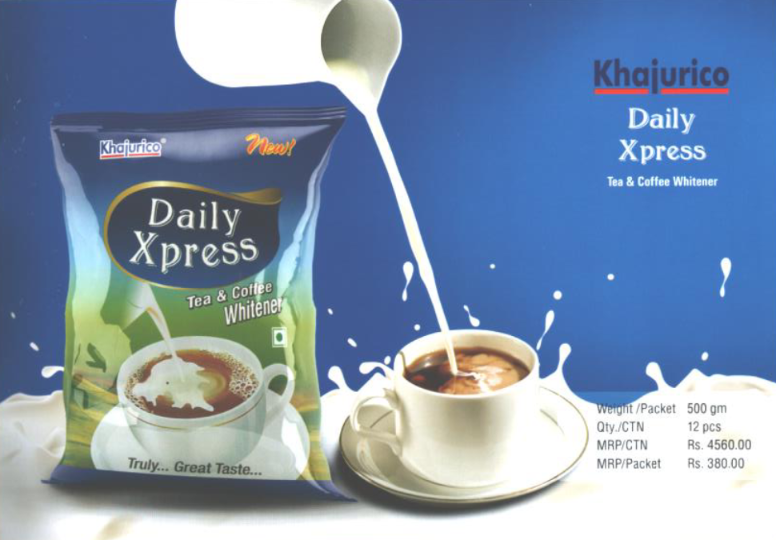 Khajurico
Daily
Xpress
Tea & Coffee Whitener
Khajurico®
New!
Daily
Xpress
Tea & Coffee
Whitener
Truly... Great Taste...
Weight /Packet 500 gm
Qty./CTN 12 pcs
MRP/CTN Rs. 4560.00
MRP/Packet Rs. 380.00